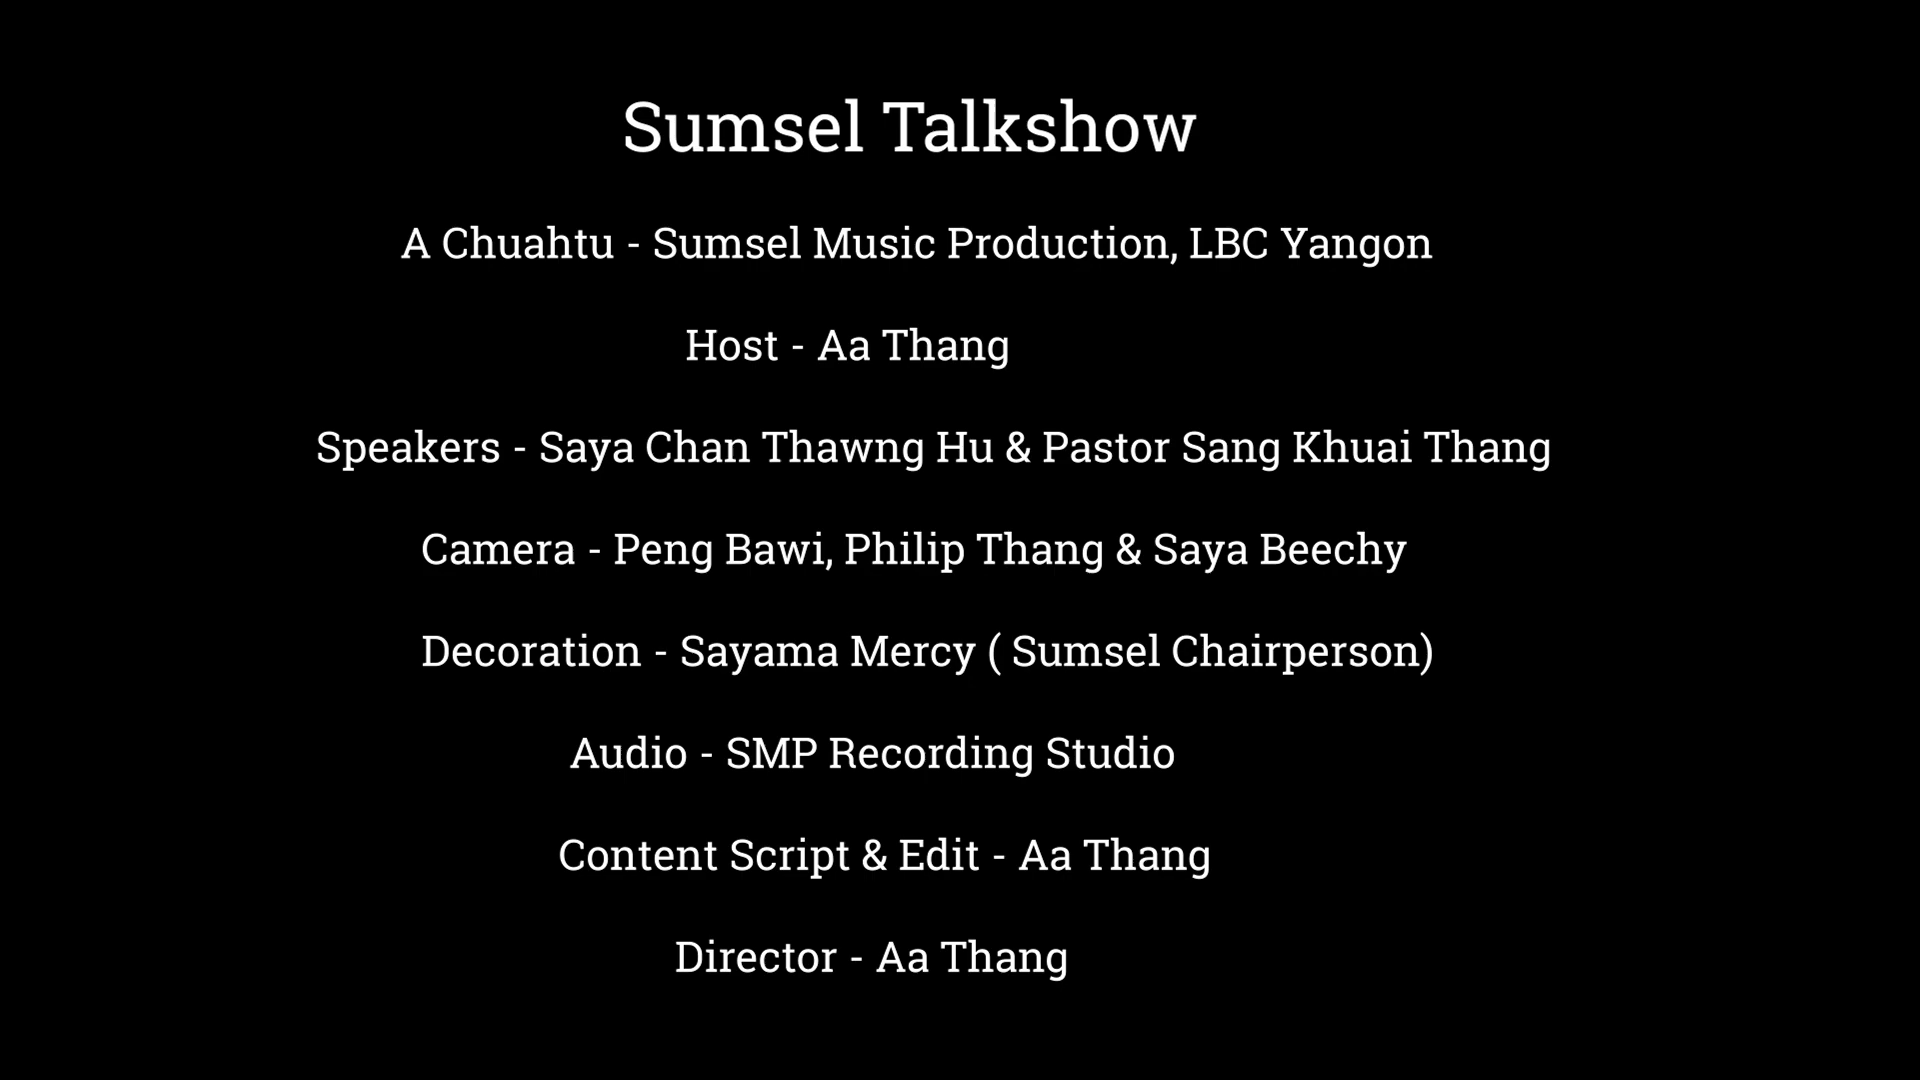 Sumsel Talkshow
A Chuahtu - Sumsel Music Production, LBC Yangon
Host - Aa Thang
Speakers - Saya Chan Thawng Hu & Pastor Sang Khuai Thang
Camera - Peng Bawi, Philip Thang & Saya Beechy
Decoration - Sayama Mercy ( Sumsel Chairperson)
Audio - SMP Recording Studio
Content Script & Edit - Aa Thang
Director - Aa Thang